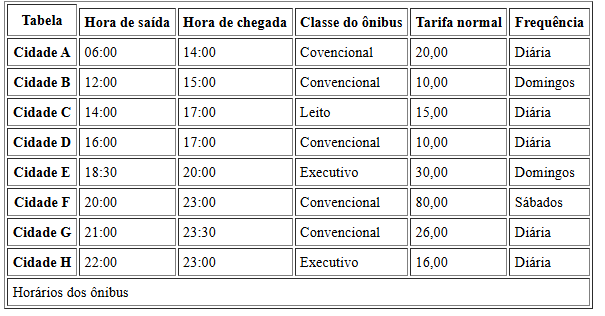 Tabela Hora de saída Hora de chegada Classe do ônibus Tarifa normal Frequência
Cidade A 06:00 14:00 Covencional 20,00 Diária
Cidade B 12:00 15:00 Convencional 10,00 Domingos
Cidade C 14:00 17:00 Leito 15,00 Diária
Cidade D 16:00 17:00 Convencional 10,00 Diária
Cidade E 18:30 20:00 Executivo 30,00 Domingos
Cidade F 20:00 23:00 Convencional 80,00 Sábados
Cidade G 21:00 23:30 Convencional 26,00 Diária
Cidade H 22:00 23:00 Executivo 16,00 Diária
Horários dos ônibus